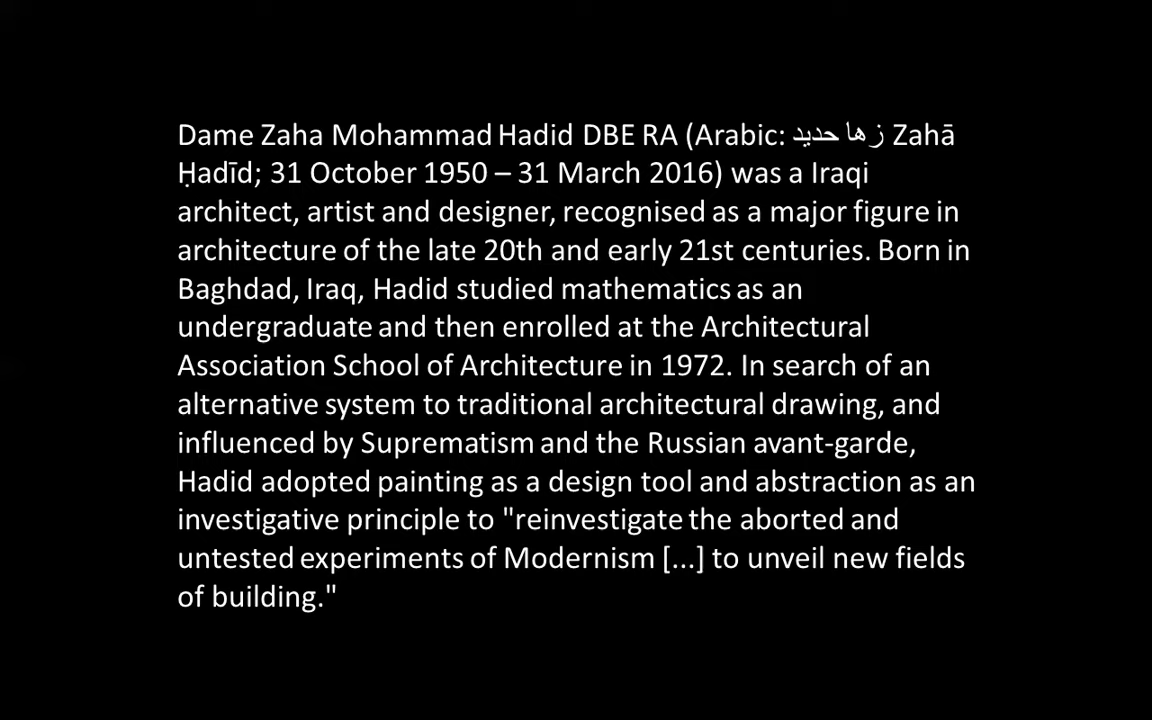 Dame Zaha Mohammad Hadid DBE RA (Arabic: زها حديد Zahā
Ḥadīd; 31 October 1950 – 31 March 2016) was a Iraqi
architect, artist and designer, recognised as a major figure in
architecture of the late 20th and early 21st centuries. Born in
Baghdad, Iraq, Hadid studied mathematics as an
undergraduate and then enrolled at the Architectural
Association School of Architecture in 1972. In search of an
alternative system to traditional architectural drawing, and
influenced by Suprematism and the Russian avant-garde,
Hadid adopted painting as a design tool and abstraction as an
investigative principle to "reinvestigate the aborted and
untested experiments of Modernism [...] to unveil new fields
of building."